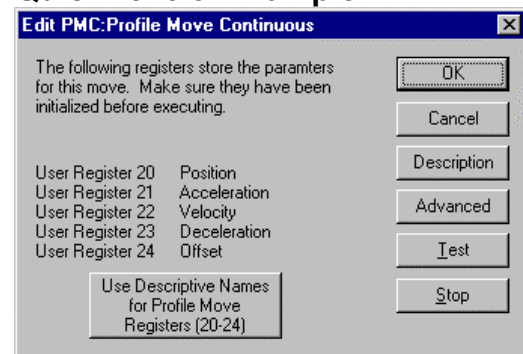 Edit PMC:Profile Move Continuous
The following registers store the paramters
for this move. Make sure they have been
initialized before executing.
User Register 20 Position
User Register 21 Acceleration
User Register 22 Velocity
User Register 23 Deceleration
User Register 24 Offset
Use Descriptive Names
for Profile Move
Registers (20-24)
OK
Cancel
Description
Advanced
Test
Stop